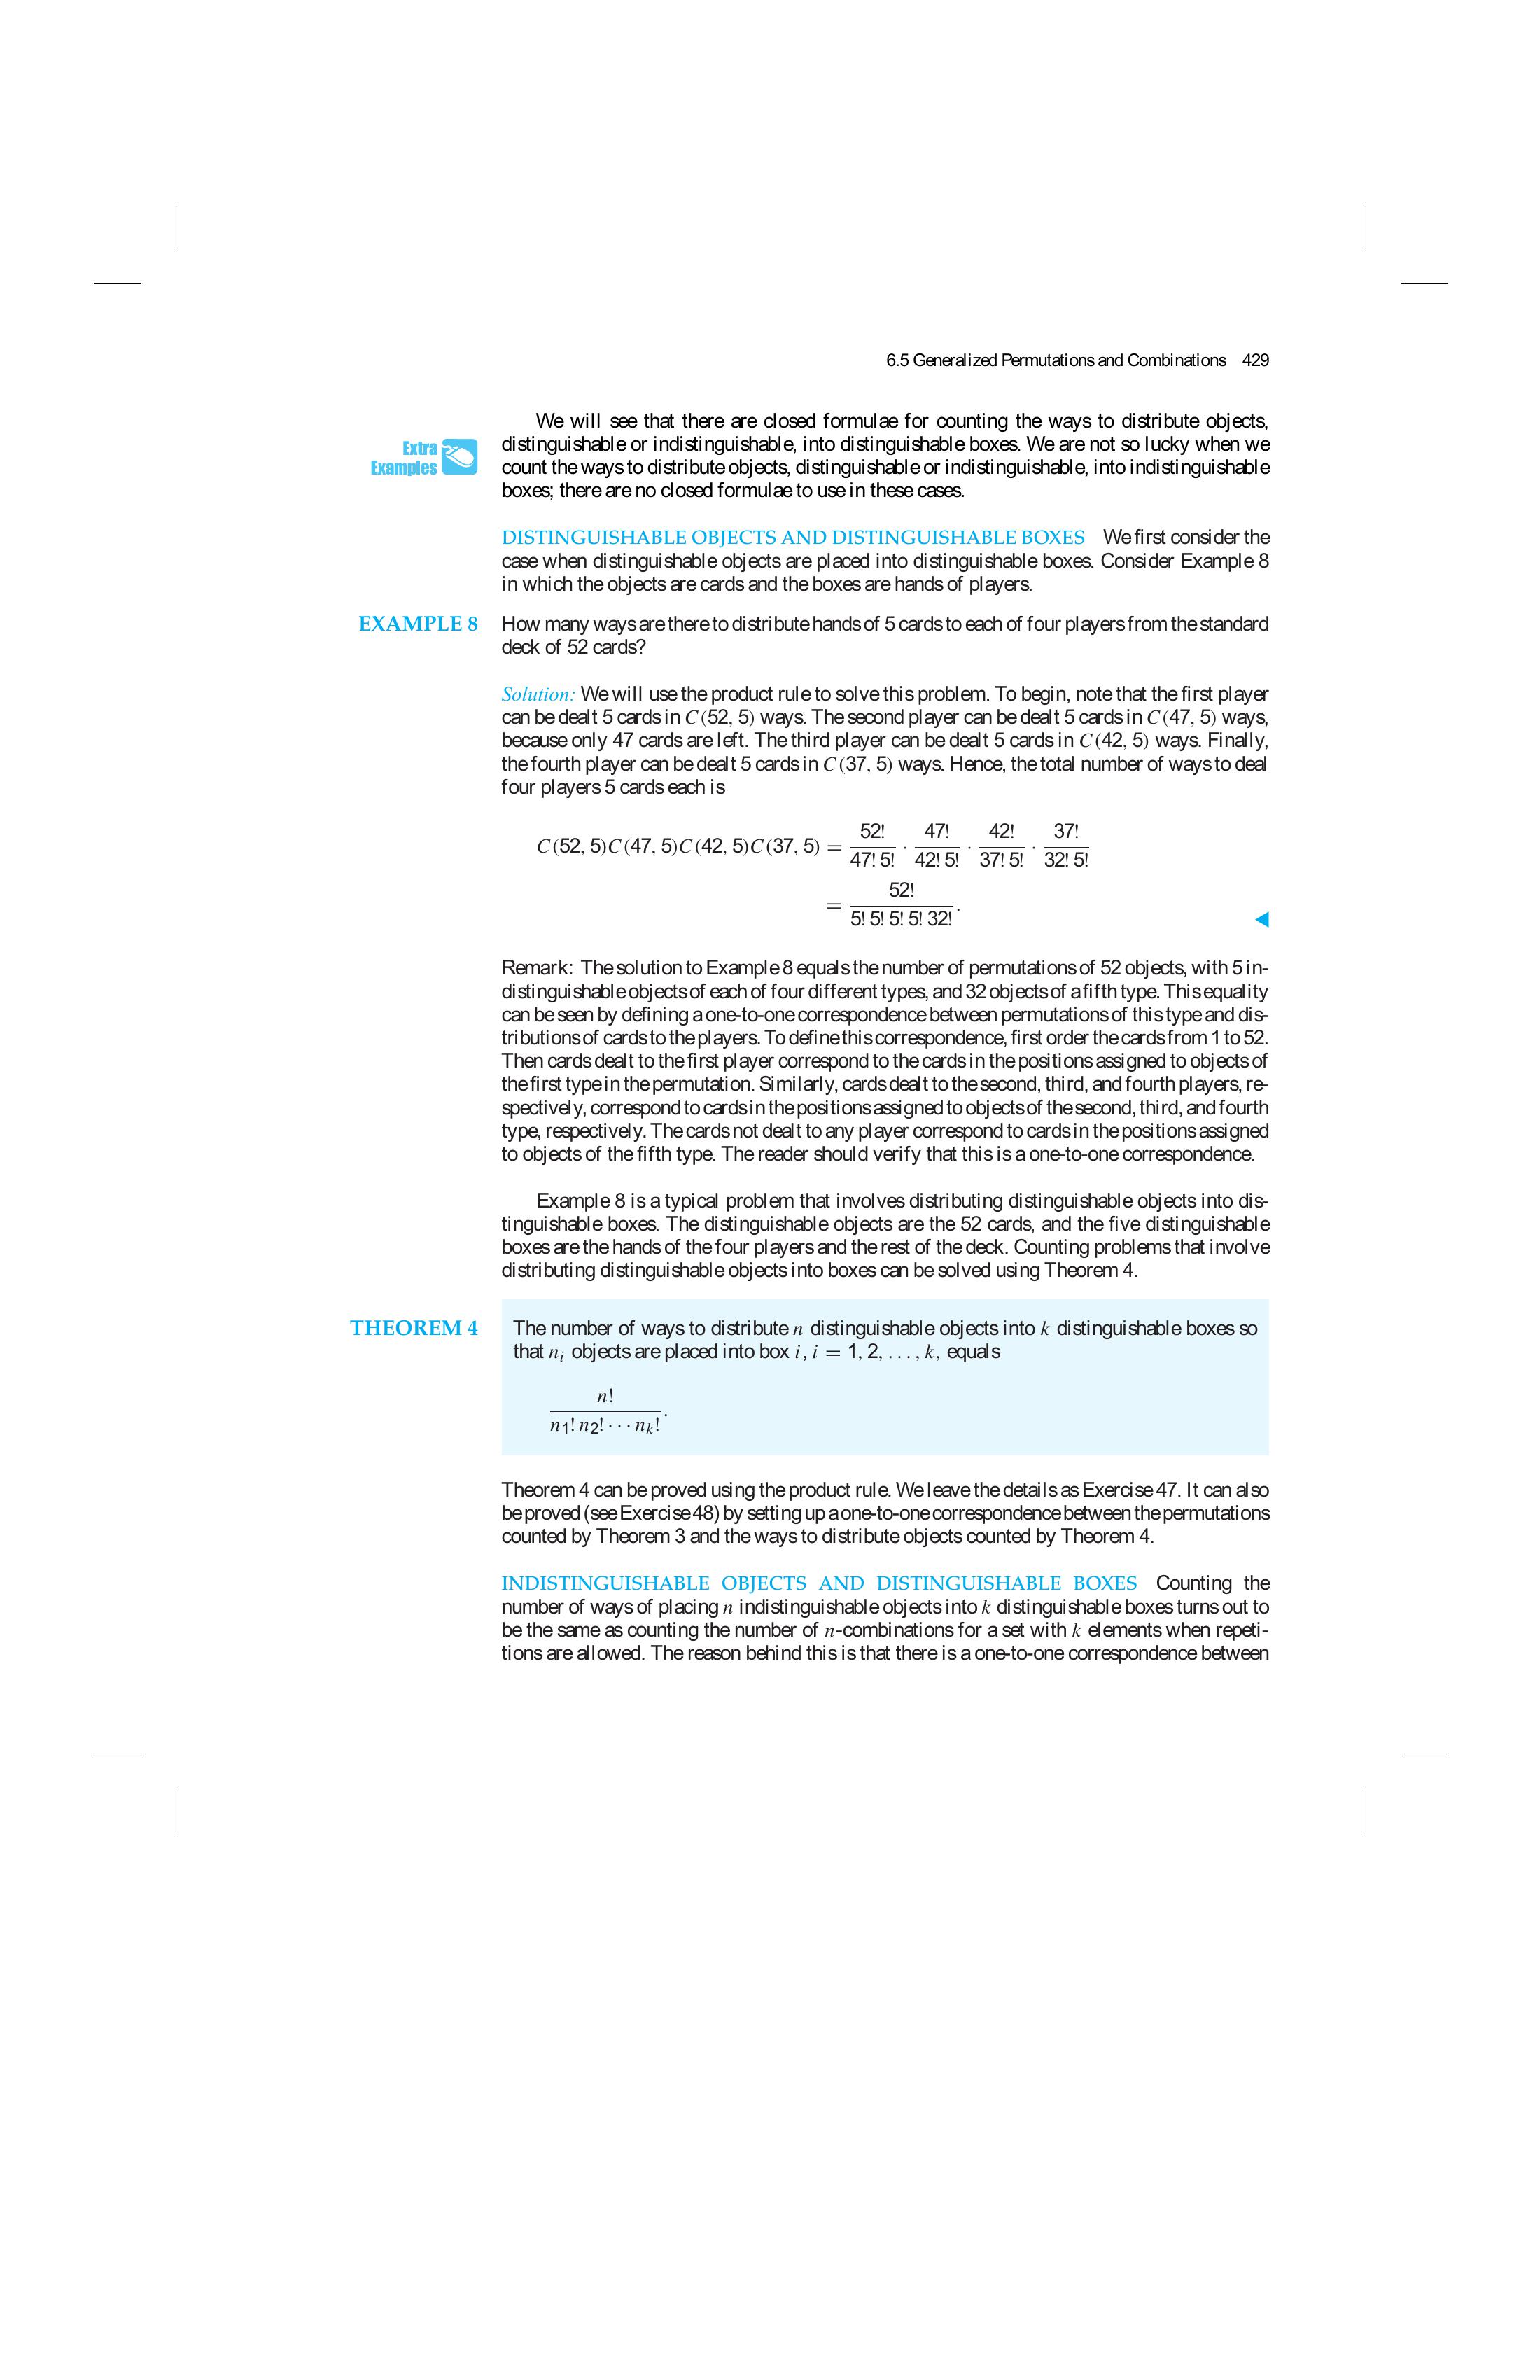 6.5 Generalized Permutations and Combinations 429
We will see that there are closed formulae for counting the ways to distribute objects,
distinguishable or indistinguishable, into distinguishable boxes. We are not so lucky when we
count the ways to distribute objects, distinguishable or indistinguishable, into indistinguishable
boxes; there are no closed formulae to use in these cases.
Extra
Examples
DISTINGUISHABLE OBJECTS AND DISTINGUISHABLE BOXES We first consider the
case when distinguishable objects are placed into distinguishable boxes. Consider Example 8
in which the objects are cards and the boxes are hands of players.
EXAMPLE 8 How many ways are there to distribute hands of 5 cards to each of four players from the standard
deck of 52 cards?
Solution: We will use the product rule to solve this problem. To begin, note that the first player
can be dealt 5 cards in C(52, 5) ways. The second player can be dealt 5 cards in C(47, 5) ways,
because only 47 cards are left. The third player can be dealt 5 cards in C(42, 5) ways. Finally,
the fourth player can be dealt 5 cards in C(37, 5) ways. Hence, the total number of ways to deal
four players 5 cards each is
C(52, 5)C(47, 5)C(42, 5)C(37, 5) = 52!/(47! 5!) · 47!/(42! 5!) · 42!/(37! 5!) · 37!/(32! 5!)
= 52!/(5! 5! 5! 5! 32!).
Remark: The solution to Example 8 equals the number of permutations of 52 objects, with 5 in-
distinguishable objects of each of four different types, and 32 objects of a fifth type. This equality
can be seen by defining a one-to-one correspondence between permutations of this type and dis-
tributions of cards to the players. To define this correspondence, first order the cards from 1 to 52.
Then cards dealt to the first player correspond to the cards in the positions assigned to objects of
the first type in the permutation. Similarly, cards dealt to the second, third, and fourth players, re-
spectively, correspond to cards in the positions assigned to objects of the second, third, and fourth
type, respectively. The cards not dealt to any player correspond to cards in the positions assigned
to objects of the fifth type. The reader should verify that this is a one-to-one correspondence.
Example 8 is a typical problem that involves distributing distinguishable objects into dis-
tinguishable boxes. The distinguishable objects are the 52 cards, and the five distinguishable
boxes are the hands of the four players and the rest of the deck. Counting problems that involve
distributing distinguishable objects into boxes can be solved using Theorem 4.
THEOREM 4 The number of ways to distribute n distinguishable objects into k distinguishable boxes so
that nᵢ objects are placed into box i, i = 1, 2, . . . , k, equals
n!/(n₁! n₂! · · · nₖ!).
Theorem 4 can be proved using the product rule. We leave the details as Exercise 47. It can also
be proved (see Exercise 48) by setting up a one-to-one correspondence between the permutations
counted by Theorem 3 and the ways to distribute objects counted by Theorem 4.
INDISTINGUISHABLE OBJECTS AND DISTINGUISHABLE BOXES Counting the
number of ways of placing n indistinguishable objects into k distinguishable boxes turns out to
be the same as counting the number of n-combinations for a set with k elements when repeti-
tions are allowed. The reason behind this is that there is a one-to-one correspondence between